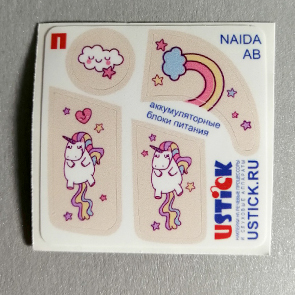 П
NAIDA
AB
аккумуляторные
блоки питания
USTICK
USTICK.RU